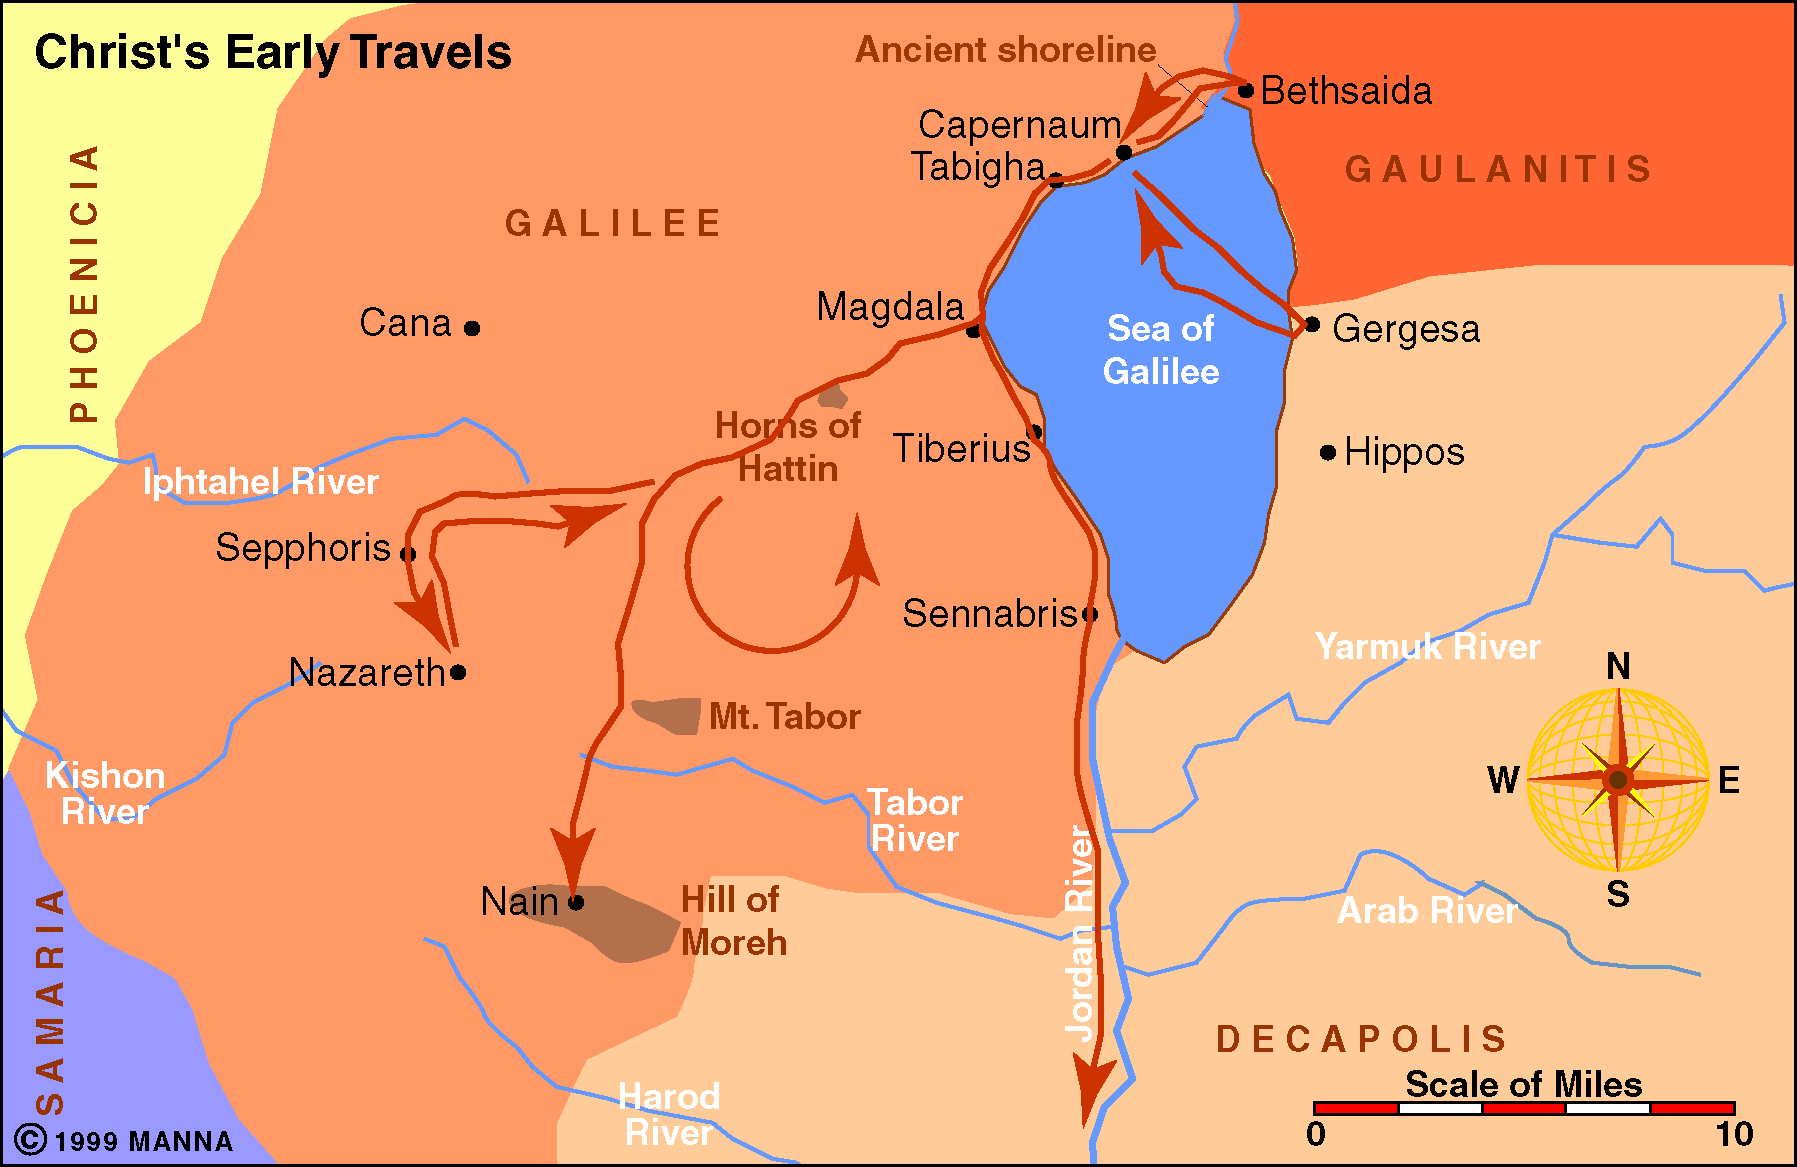 Christ's Early Travels
Ancient shoreline
Bethsaida
Capernaum
Tabigha
GAULANITIS
PHOENICIA
GALILEE
Magdala
Cana
Sea of
Galilee
Gergesa
Horns of
Hattin
Tiberius
Hippos
Iphtahel River
Sepphoris
Sennabris
Nazareth
Yarmuk River
Mt. Tabor
N
W
E
S
Kishon
River
Tabor
River
Jordan River
Nain
Hill of
Moreh
Arab River
SAMARIA
DECAPOLIS
Harod
River
Scale of Miles
0
10
© 1999 MANNA